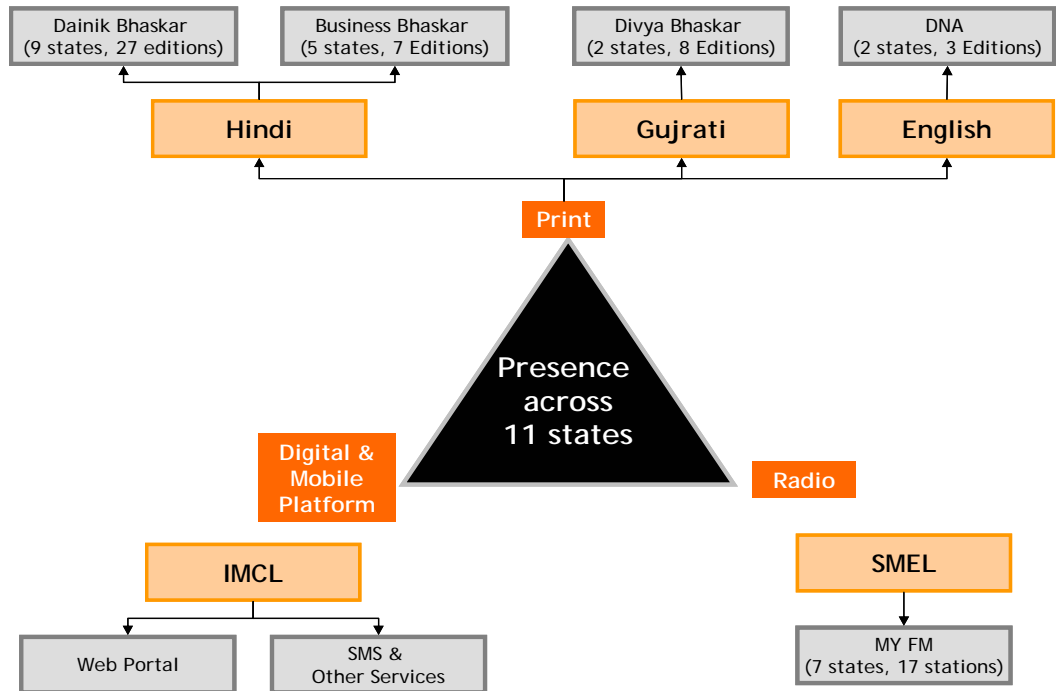 Dainik Bhaskar
(9 states, 27 editions)
Business Bhaskar
(5 states, 7 Editions)
Divya Bhaskar
(2 states, 8 Editions)
DNA
(2 states, 3 Editions)
Hindi
Gujrati
English
Print
Presence
across
11 states
Digital &
Mobile
Platform
Radio
IMCL
SMEL
Web Portal
SMS &
Other Services
MY FM
(7 states, 17 stations)